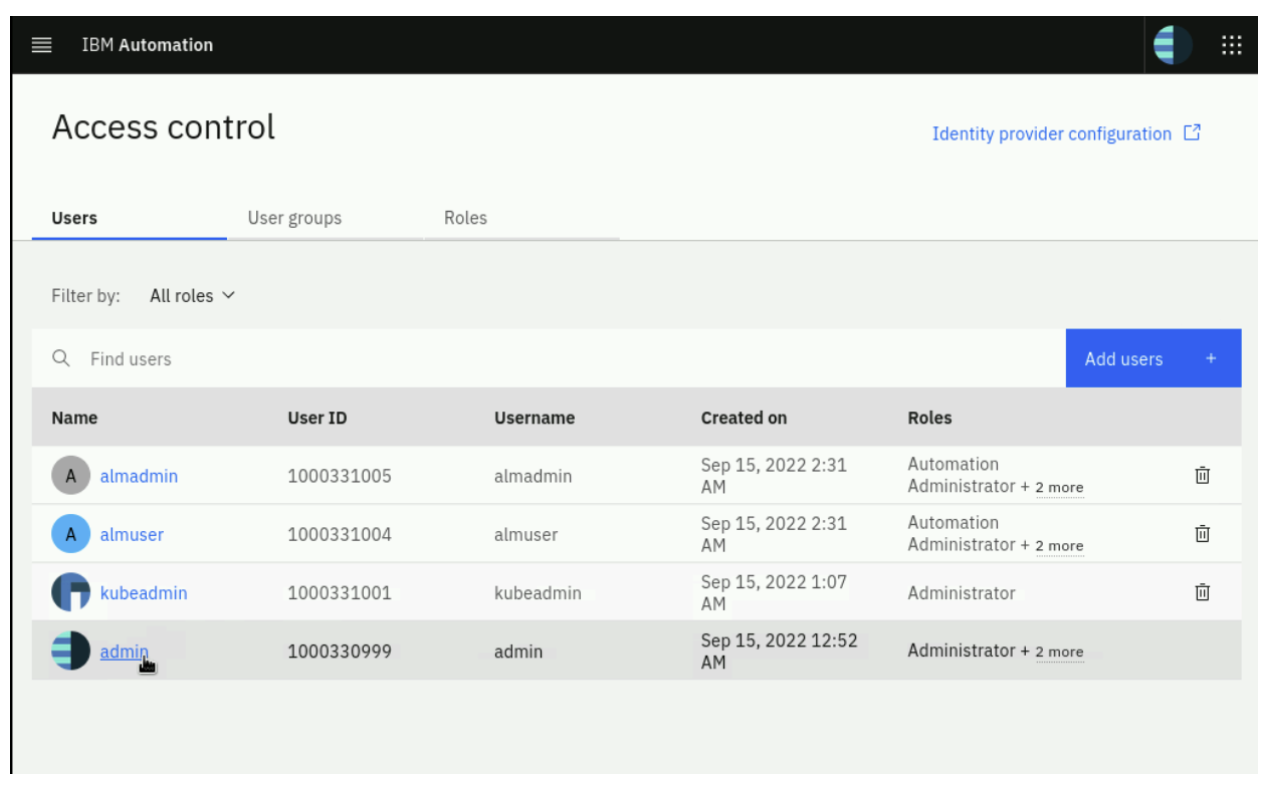 IBM Automation
Access control
Identity provider configuration
Users User groups Roles
Filter by: All roles
Find users
Add users +
Name User ID Username Created on Roles
A almadmin 1000331005 almadmin Sep 15, 2022 2:31 AM Automation Administrator + 2 more
A almuser 1000331004 almuser Sep 15, 2022 2:31 AM Automation Administrator + 2 more
kubeadmin 1000331001 kubeadmin Sep 15, 2022 1:07 AM Administrator
admin 1000330999 admin Sep 15, 2022 12:52 AM Administrator + 2 more